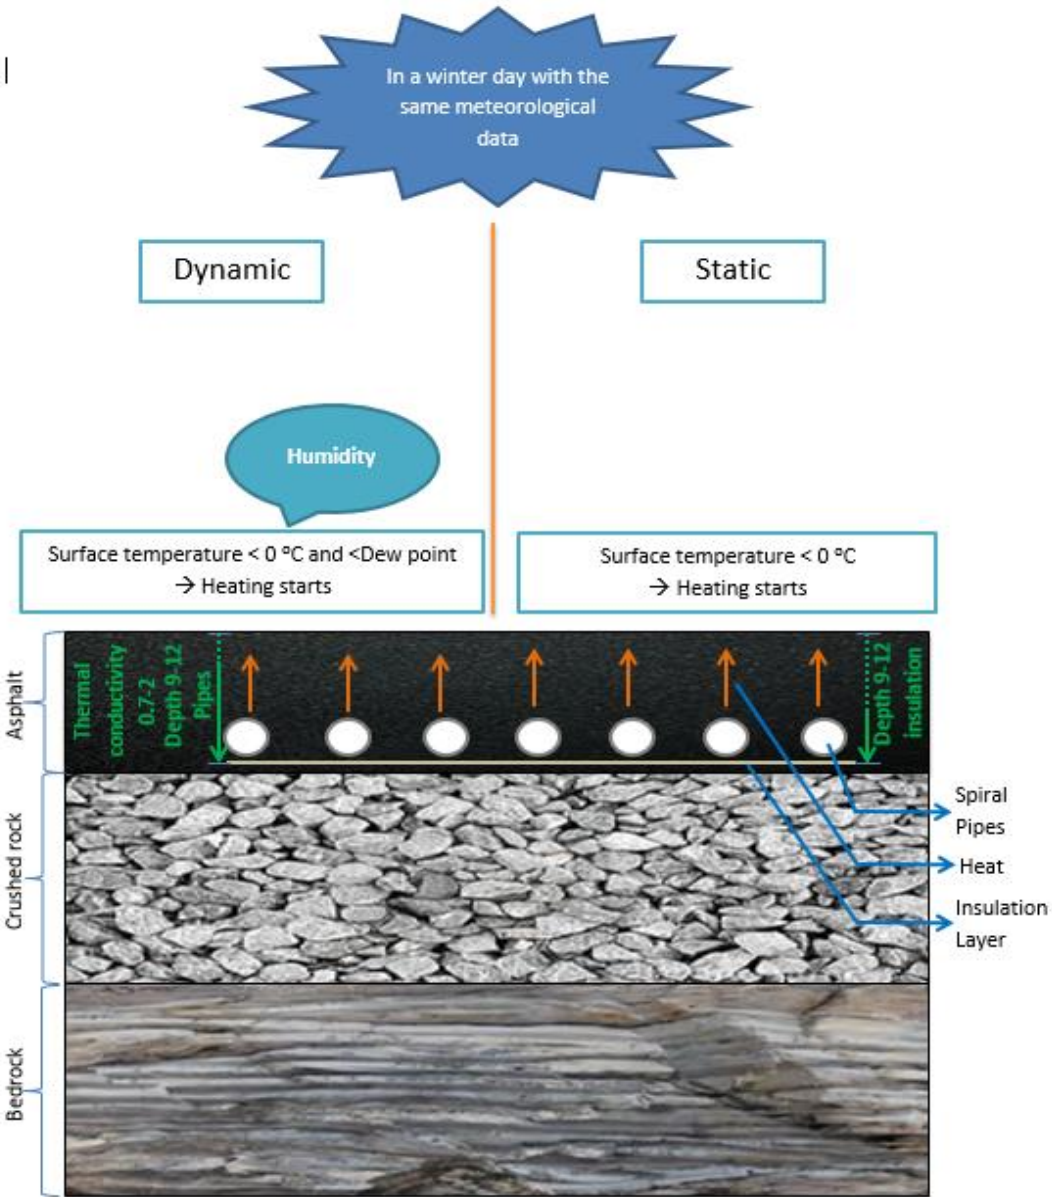 In a winter day with the
same meteorological
data
Dynamic
Static
Humidity
Surface temperature < 0 ºC and <Dew point
→ Heating starts
Surface temperature < 0 ºC
→ Heating starts
Asphalt
Thermal
conductivity
0.7-2
Depth 9-12
Pipes
Depth 9-12
insulation
Crushed rock
Spiral
Pipes
Heat
Insulation
Layer
Bedrock